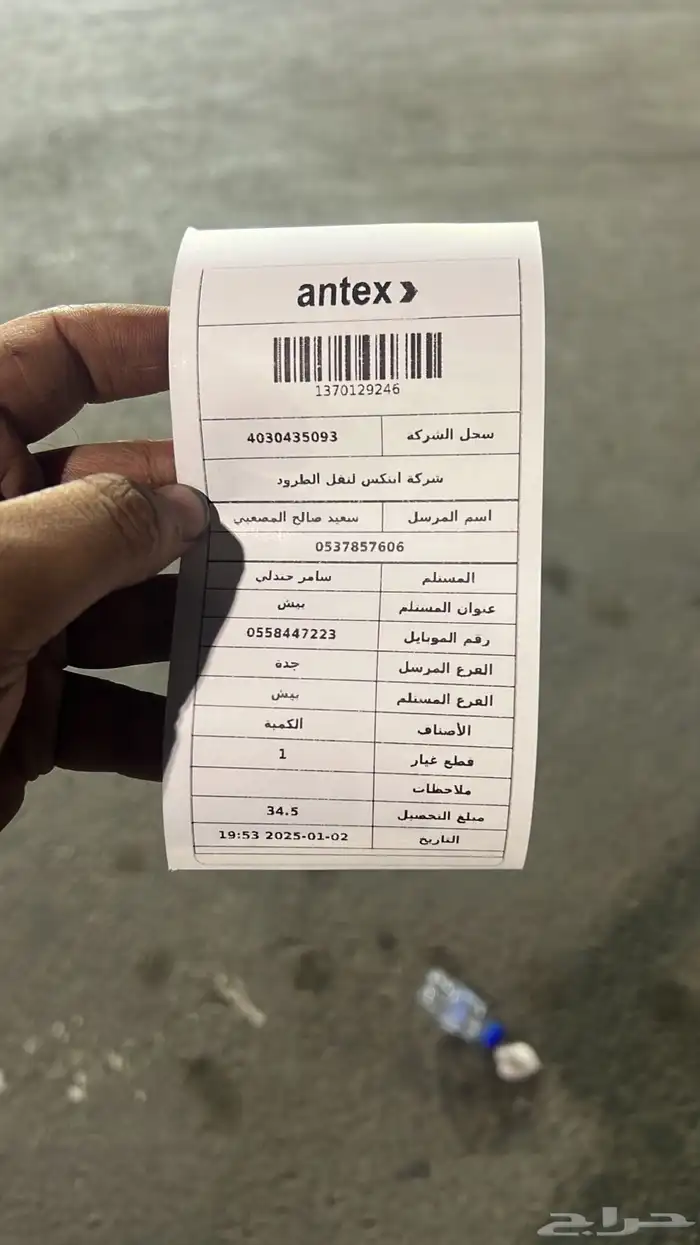 antex
1370129246
سجل الشركة 4030435093
شركة انتكس لنقل الطرود
اسم المرسل سعيد صالح المصعبي
0537857606
المستلم سامر جندلي
عنوان المستلم بيش
رقم الموبايل 0558447223
الفرع المرسل جدة
الفرع المستلم بيش
الأصناف الكمية
قطع غيار 1
ملاحظات
مبلغ التحصيل 34.5
التاريخ 19:53 2025-01-02
حراج